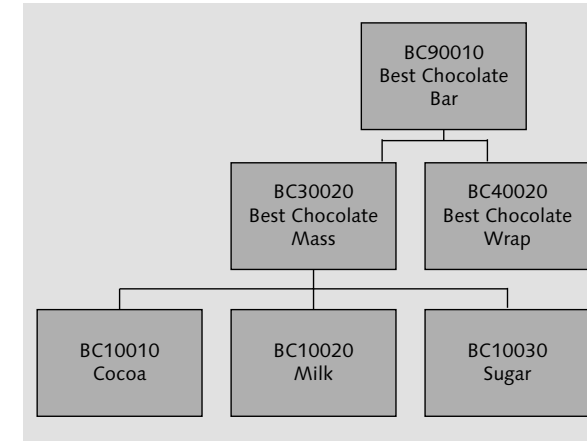 BC90010
Best Chocolate
Bar
BC30020
Best Chocolate
Mass
BC40020
Best Chocolate
Wrap
BC10010
Cocoa
BC10020
Milk
BC10030
Sugar